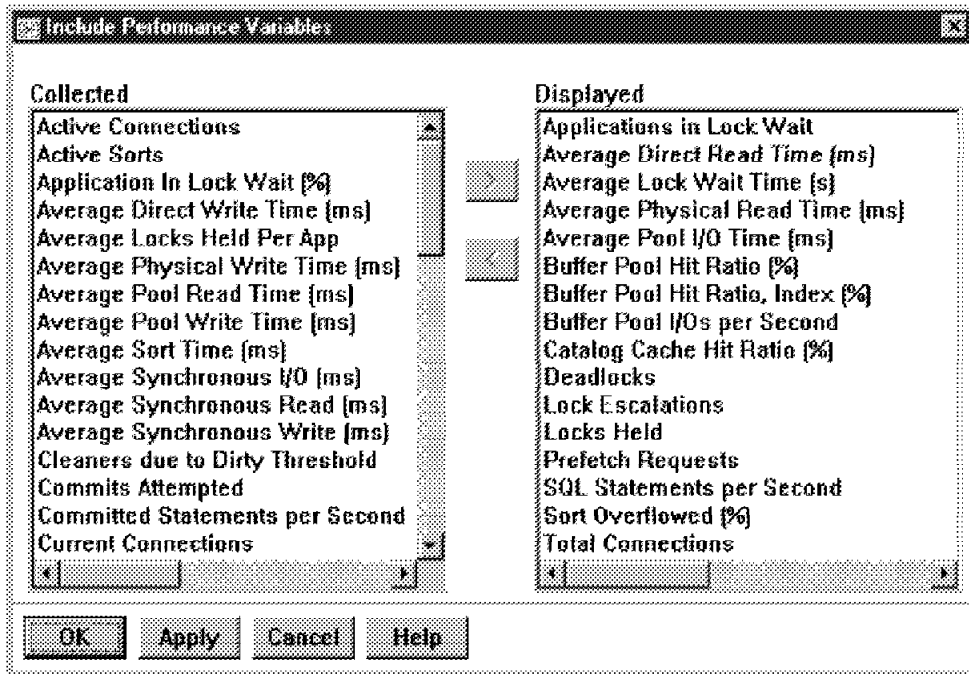 Include Performance Variables
Collected
Active Connections
Active Sorts
Application In Lock Wait (%)
Average Direct Write Time (ms)
Average Locks Held Per App
Average Physical Write Time (ms)
Average Pool Read Time (ms)
Average Pool Write Time (ms)
Average Sort Time (ms)
Average Synchronous I/O (ms)
Average Synchronous Read (ms)
Average Synchronous Write (ms)
Cleaners due to Dirty Threshold
Commits Attempted
Committed Statements per Second
Current Connections
>
<
Displayed
Applications in Lock Wait
Average Direct Read Time (ms)
Average Lock Wait Time (s)
Average Physical Read Time (ms)
Average Pool I/O Time (ms)
Buffer Pool Hit Ratio (%)
Buffer Pool Hit Ratio, Index (%)
Buffer Pool I/Os per Second
Catalog Cache Hit Ratio (%)
Deadlocks
Lock Escalations
Locks Held
Prefetch Requests
SQL Statements per Second
Sort Overflowed (%)
Total Connections
OK
Apply
Cancel
Help